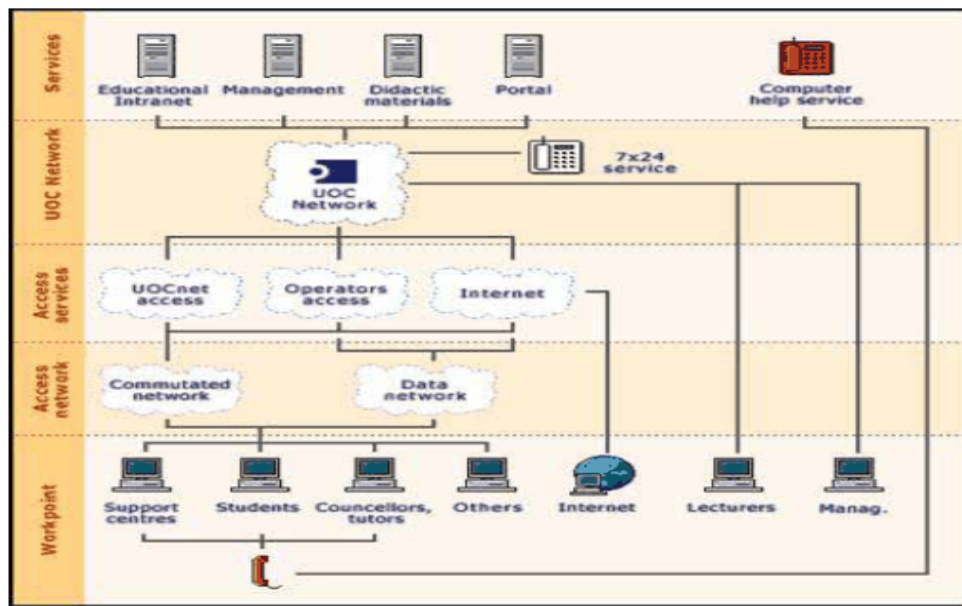 Services
Educational
Intranet
Management
Didactic
materials
Portal
Computer
help service
UOC Network
UOC
Network
7x24
service
Access
services
UOCnet
access
Operators
access
Internet
Access
network
Commutated
network
Data
network
Workpoint
Support
centres
Students
Councellors,
tutors
Others
Internet
Lecturers
Manag.